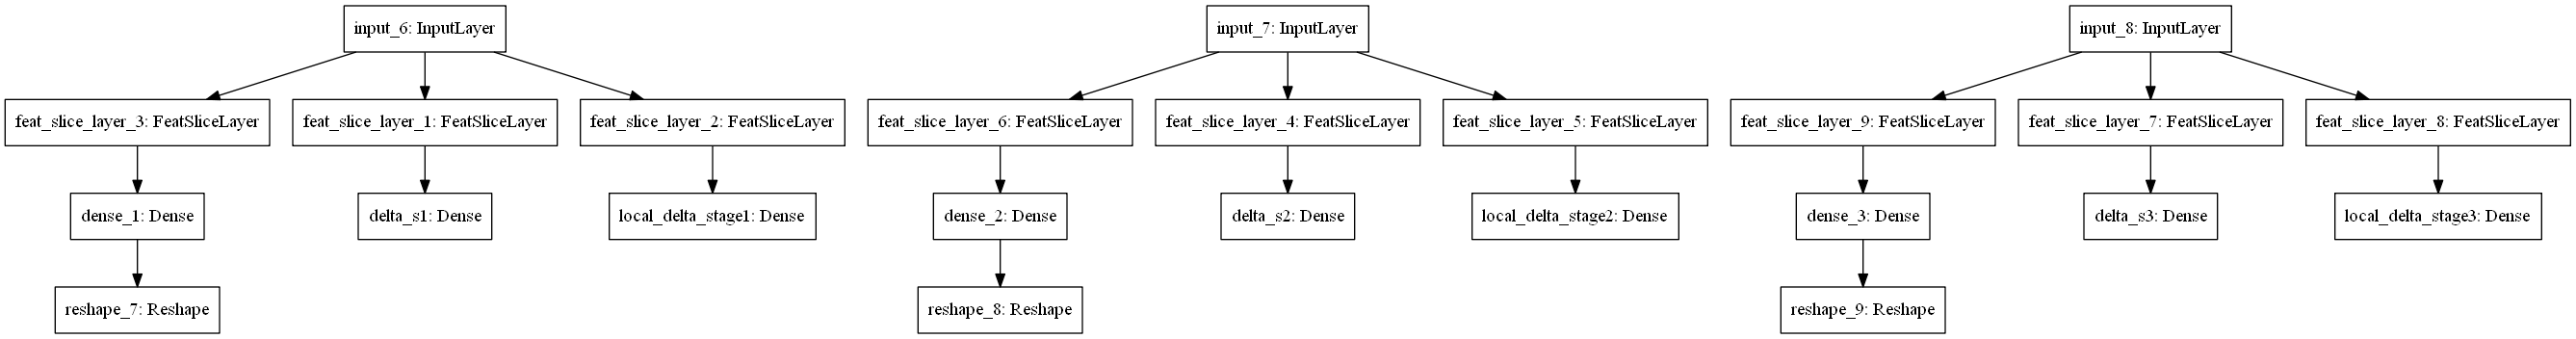 input_6: InputLayer
input_7: InputLayer
input_8: InputLayer
feat_slice_layer_3: FeatSliceLayer
feat_slice_layer_1: FeatSliceLayer
feat_slice_layer_2: FeatSliceLayer
feat_slice_layer_6: FeatSliceLayer
feat_slice_layer_4: FeatSliceLayer
feat_slice_layer_5: FeatSliceLayer
feat_slice_layer_9: FeatSliceLayer
feat_slice_layer_7: FeatSliceLayer
feat_slice_layer_8: FeatSliceLayer
dense_1: Dense
delta_s1: Dense
local_delta_stage1: Dense
dense_2: Dense
delta_s2: Dense
local_delta_stage2: Dense
dense_3: Dense
delta_s3: Dense
local_delta_stage3: Dense
reshape_7: Reshape
reshape_8: Reshape
reshape_9: Reshape